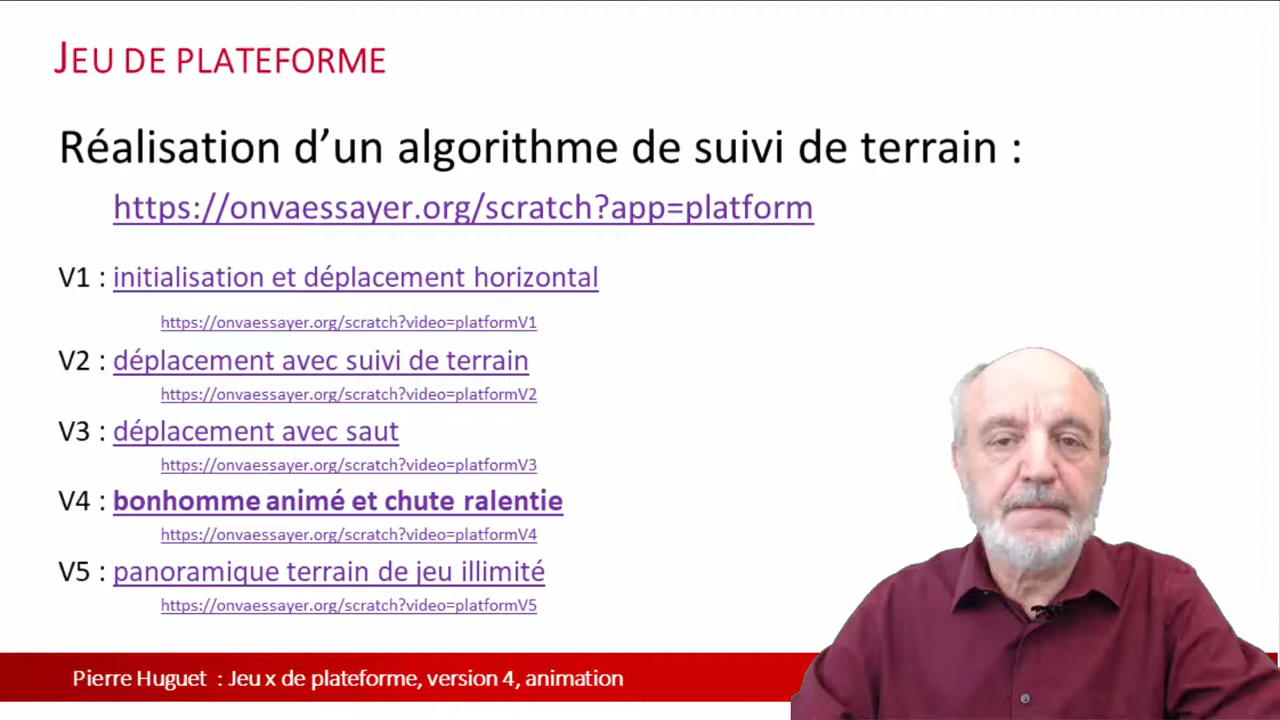 JEU DE PLATEFORME
Réalisation d’un algorithme de suivi de terrain :
https://onvaessayer.org/scratch?app=platform
V1 : initialisation et déplacement horizontal
https://onvaessayer.org/scratch?video=platformV1
V2 : déplacement avec suivi de terrain
https://onvaessayer.org/scratch?video=platformV2
V3 : déplacement avec saut
https://onvaessayer.org/scratch?video=platformV3
V4 : bonhomme animé et chute ralentie
https://onvaessayer.org/scratch?video=platformV4
V5 : panoramique terrain de jeu illimité
https://onvaessayer.org/scratch?video=platformV5
Pierre Huguet : Jeu x de plateforme, version 4, animation